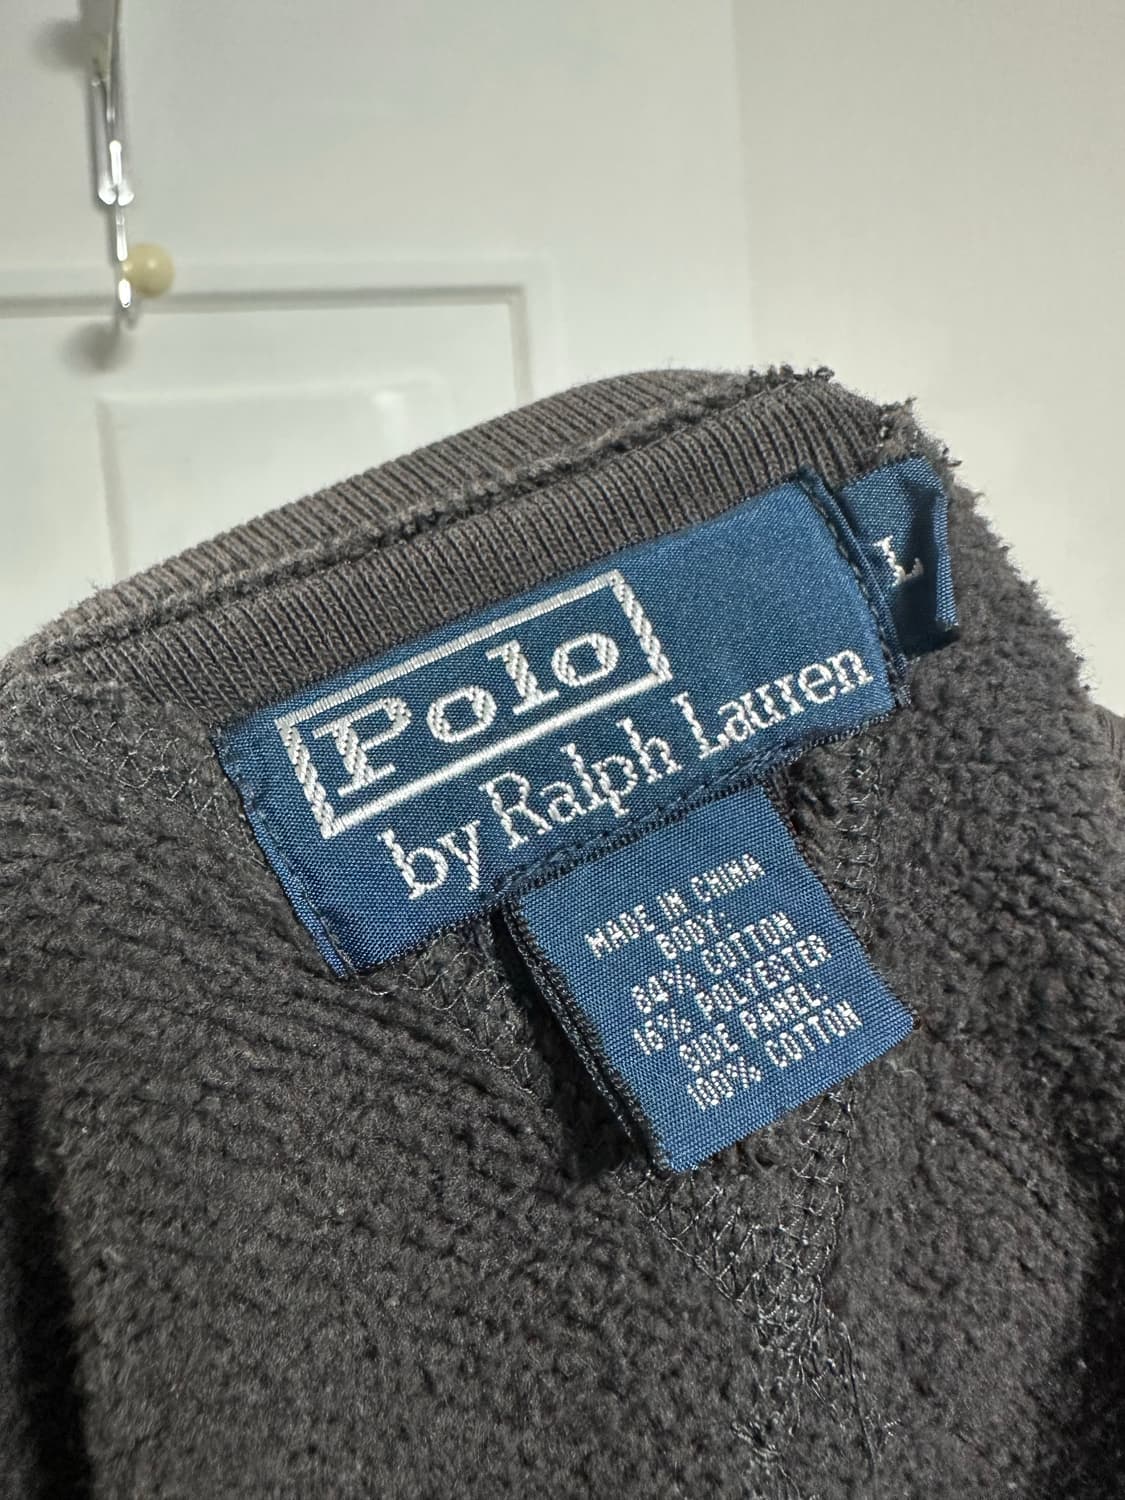 Polo
by Ralph Lauren
L
MADE IN CHINA
BODY:
84% COTTON
16% POLYESTER
SIDE PANEL:
100% COTTON